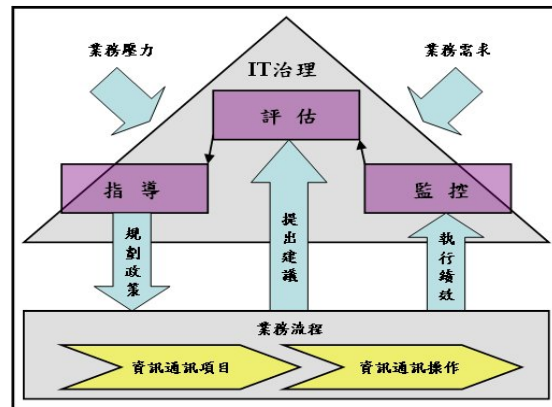 業務壓力
業務需求
IT治理
評 估
指 導
監 控
規劃政策
提出建議
執行績效
業務流程
資訊通訊項目
資訊通訊操作